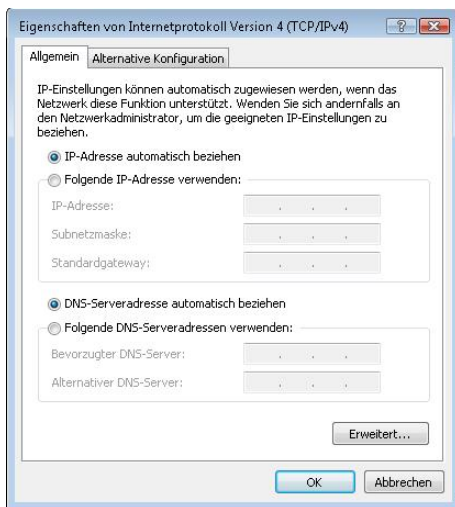 Eigenschaften von Internetprotokoll Version 4 (TCP/IPv4)
Allgemein
Alternative Konfiguration
IP-Einstellungen können automatisch zugewiesen werden, wenn das
Netzwerk diese Funktion unterstützt. Wenden Sie sich andernfalls an
den Netzwerkadministrator, um die geeigneten IP-Einstellungen zu
beziehen.
IP-Adresse automatisch beziehen
Folgende IP-Adresse verwenden:
IP-Adresse:
Subnetzmaske:
Standardgateway:
DNS-Serveradresse automatisch beziehen
Folgende DNS-Serveradressen verwenden:
Bevorzugter DNS-Server:
Alternativer DNS-Server:
Erweitert...
OK
Abbrechen